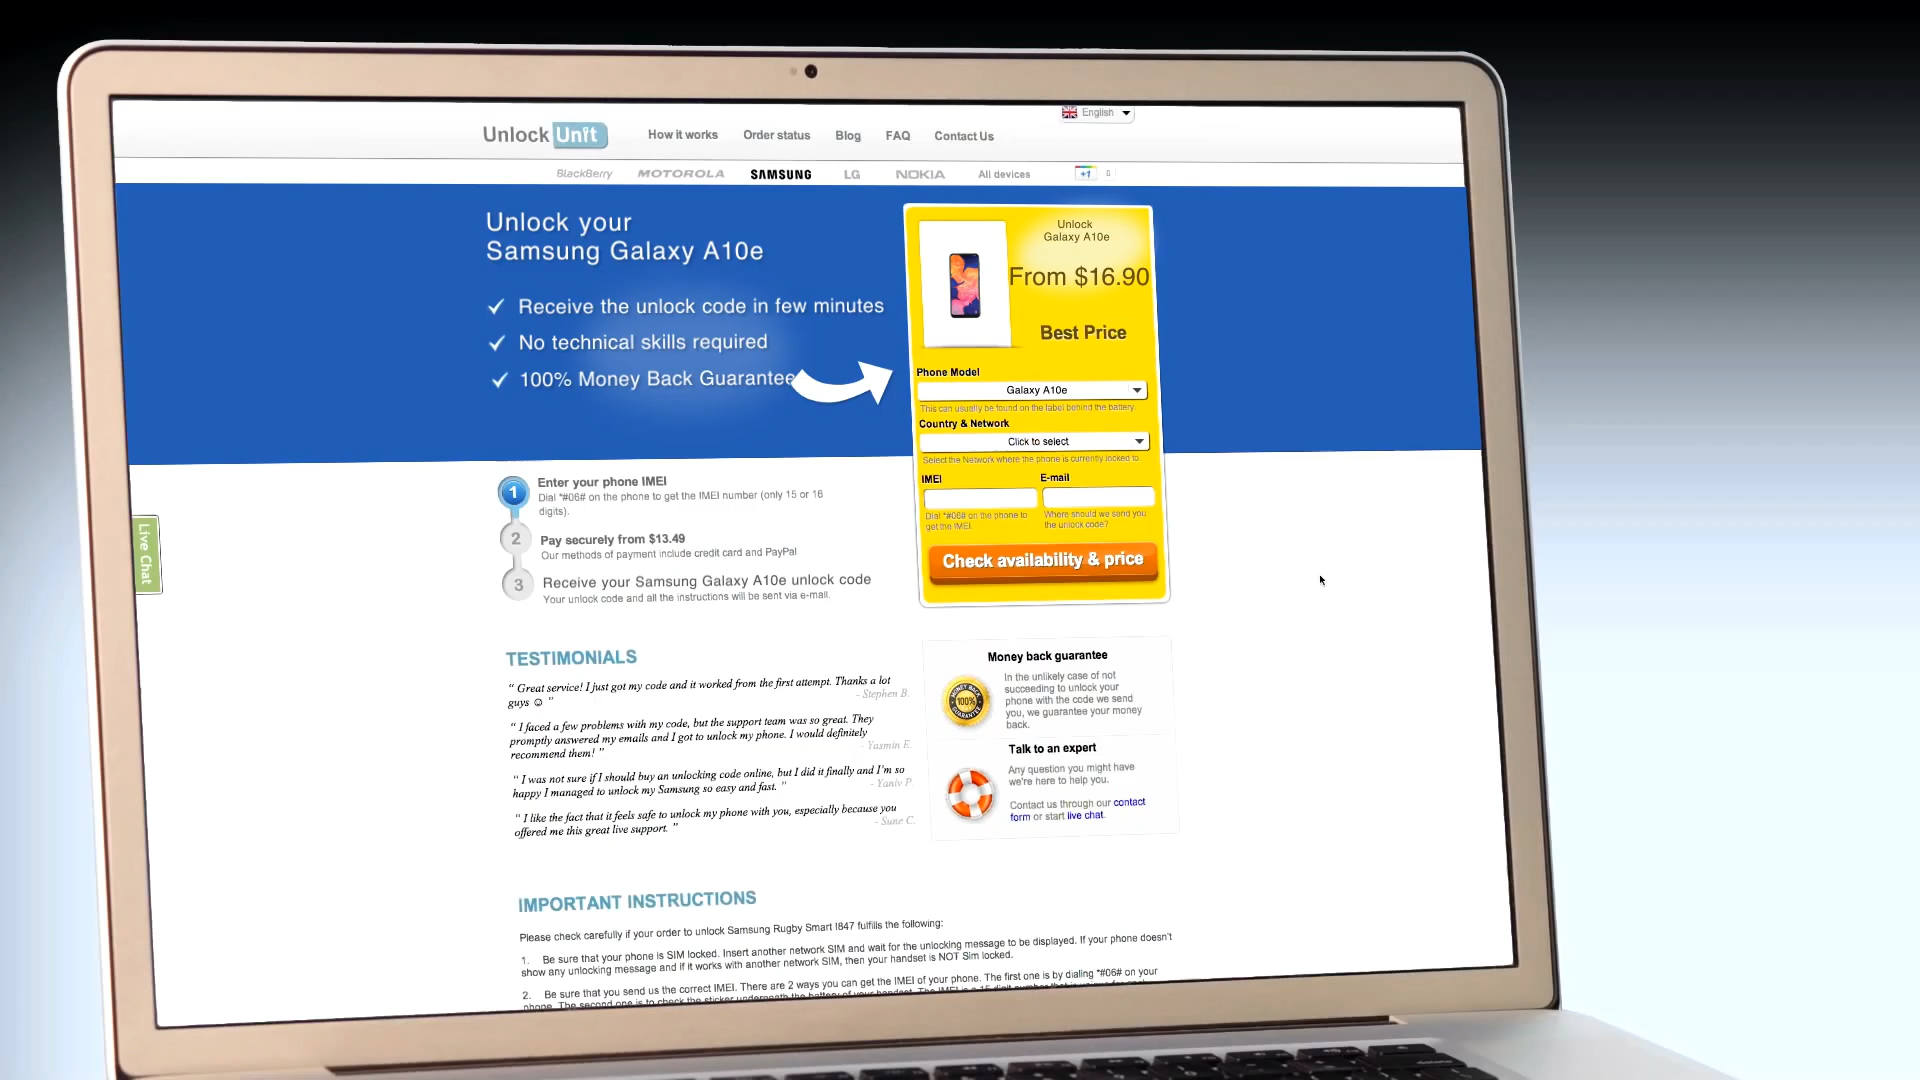 English
Unlock Unit
How it works
Order status
Blog
FAQ
Contact Us
BlackBerry
MOTOROLA
SAMSUNG
LG
NOKIA
All devices
+1
0
Unlock your
Samsung Galaxy A10e
Receive the unlock code in few minutes
No technical skills required
100% Money Back Guarantee
Unlock
Galaxy A10e
From $16.90
Best Price
Phone Model
Galaxy A10e
This can usually be found on the label behind the battery.
Country & Network
Click to select
Select the Network where the phone is currently locked to.
IMEI
E-mail
Dial *#06# on the phone to
get the IMEI.
Where should we send you
the unlock code?
Check availability & price
1
Enter your phone IMEI
Dial *#06# on the phone to get the IMEI number (only 15 or 16
digits).
2
Pay securely from $13.49
Our methods of payment include credit card and PayPal
3
Receive your Samsung Galaxy A10e unlock code
Your unlock code and all the instructions will be sent via e-mail.
Live Chat
TESTIMONIALS
“ Great service! I just got my code and it worked from the first attempt. Thanks a lot
guys ☺ ”
- Stephen B.
“ I faced a few problems with my code, but the support team was so great. They
promptly answered my emails and I got to unlock my phone. I would definitely
recommend them! ”
- Yasmin E.
“ I was not sure if I should buy an unlocking code online, but I did it finally and I'm so
happy I managed to unlock my Samsung so easy and fast. ”
- Yaniv P.
“ I like the fact that it feels safe to unlock my phone with you, especially because you
offered me this great live support. ”
- Sune C.
Money back guarantee
MONEY BACK
100%
GUARANTEE
In the unlikely case of not
succeeding to unlock your
phone with the code we send
you, we guarantee your money
back.
Talk to an expert
Any question you might have
we're here to help you.
Contact us through our contact
form or start live chat.
IMPORTANT INSTRUCTIONS
Please check carefully if your order to unlock Samsung Rugby Smart I847 fulfills the following:
1. Be sure that your phone is SIM locked. Insert another network SIM and wait for the unlocking message to be displayed. If your phone doesn't
show any unlocking message and if it works with another network SIM, then your handset is NOT Sim locked.
2. Be sure that you send us the correct IMEI. There are 2 ways you can get the IMEI of your phone. The first one is by dialing *#06# on your
phone. The second one is to check the sticker underneath the battery of your handset. The IMEI is a 15 digit number that is unique for each